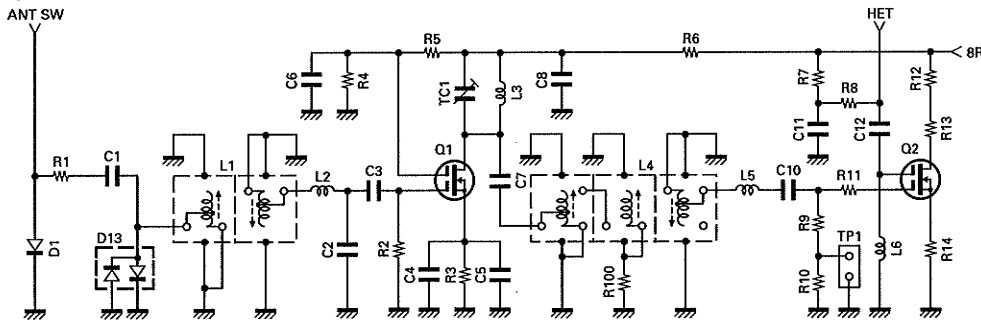 ANT SW
HET
R5
R6
8R
C6
R4
TC1
L3
C8
R7
R8
R12
C11
C12
R13
R1
C1
L1
L2
C3
Q1
C7
L4
L5
C10
R11
Q2
D1
D13
C2
R2
C4
R3
C5
R100
R9
R10
TP1
L6
R14